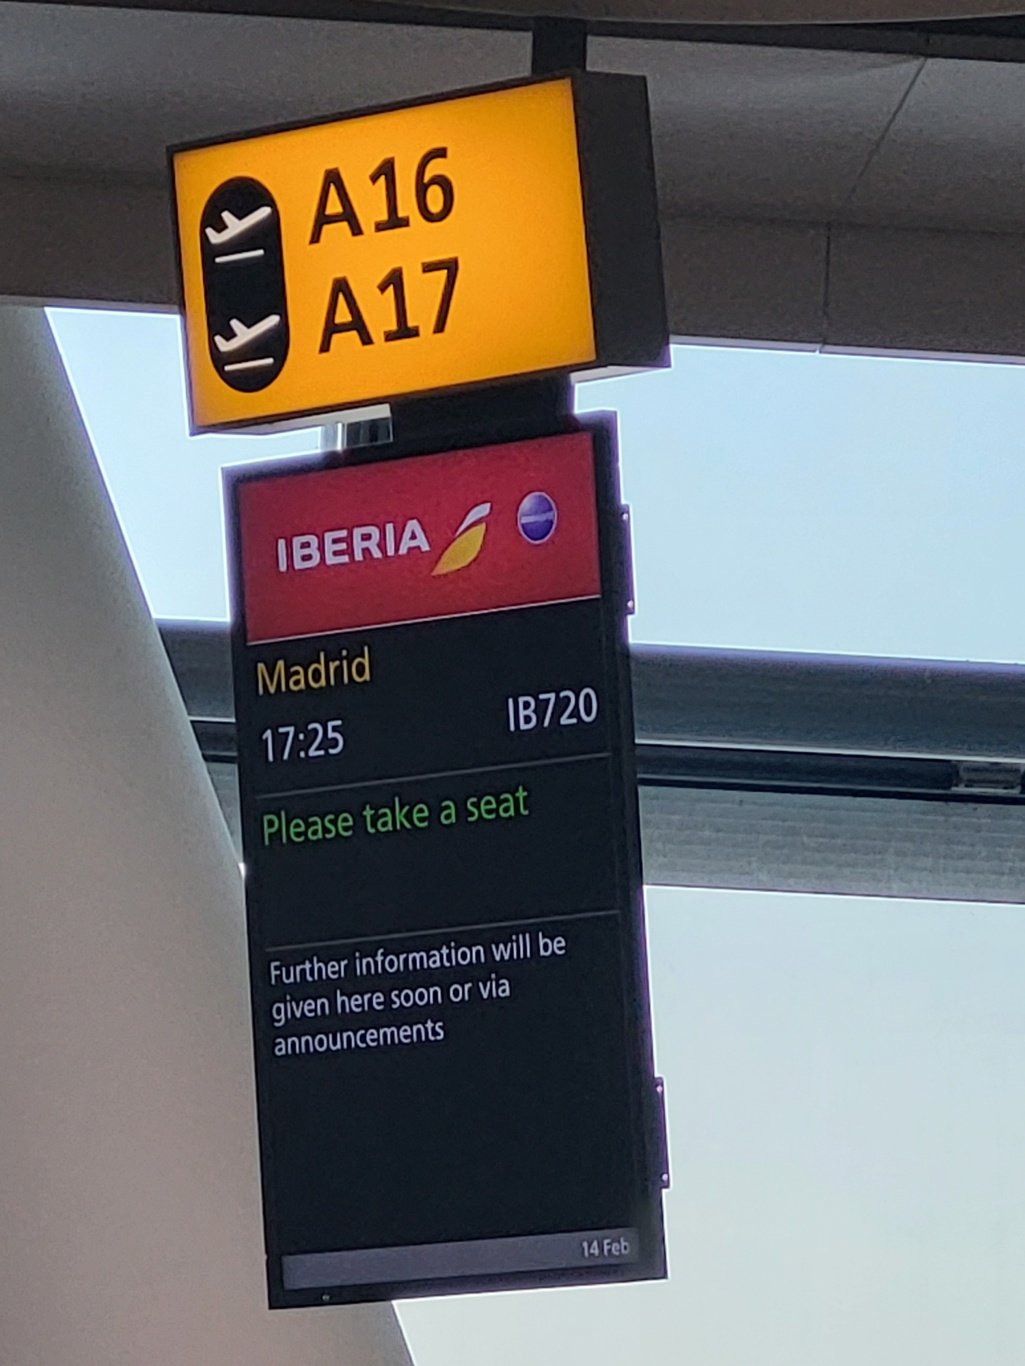 A16
A17
IBERIA
Madrid
17:25 IB720
Please take a seat
Further information will be
given here soon or via
announcements
14 Feb